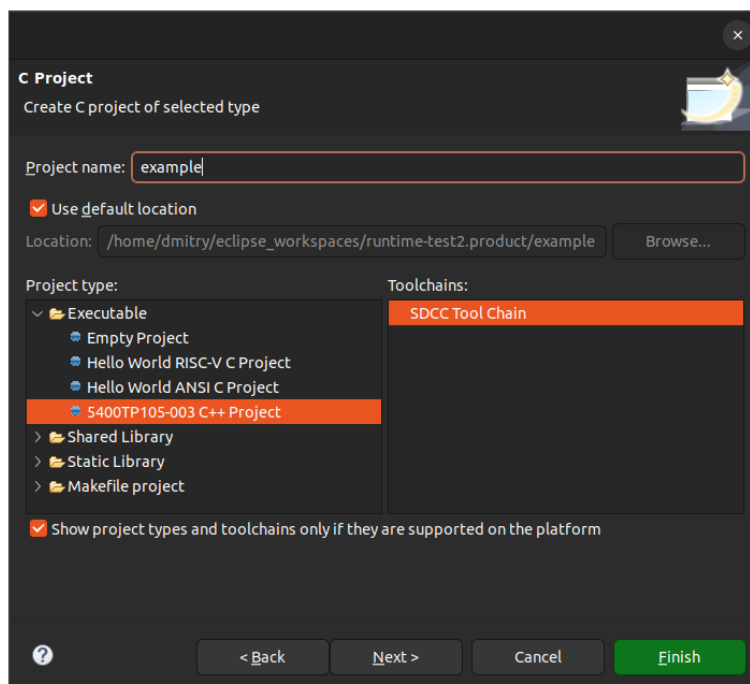 C Project
Create C project of selected type
Project name: example
Use default location
Location: /home/dmitry/eclipse_workspaces/runtime-test2.product/example Browse...
Project type: Toolchains:
Executable SDCC Tool Chain
Empty Project
Hello World RISC-V C Project
Hello World ANSI C Project
5400TP105-003 C++ Project
Shared Library
Static Library
Makefile project
Show project types and toolchains only if they are supported on the platform
? < Back Next > Cancel Finish